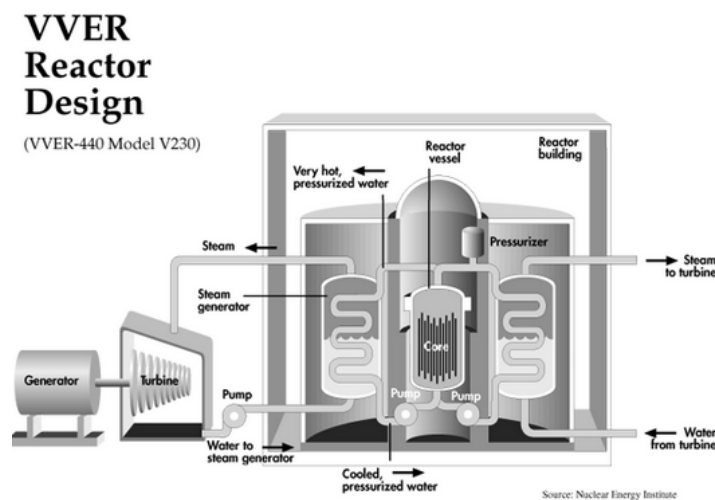 VVER
Reactor
Design
(VVER-440 Model V230)
Reactor
vessel
Reactor
building
Very hot,
pressurized water
Pressurizer
Steam
Steam
to turbine
Steam
generator
Core
Generator
Turbine
Pump
Pump
Pump
Water to
steam generator
Water
from turbine
Cooled,
pressurized water
Source: Nuclear Energy Institute